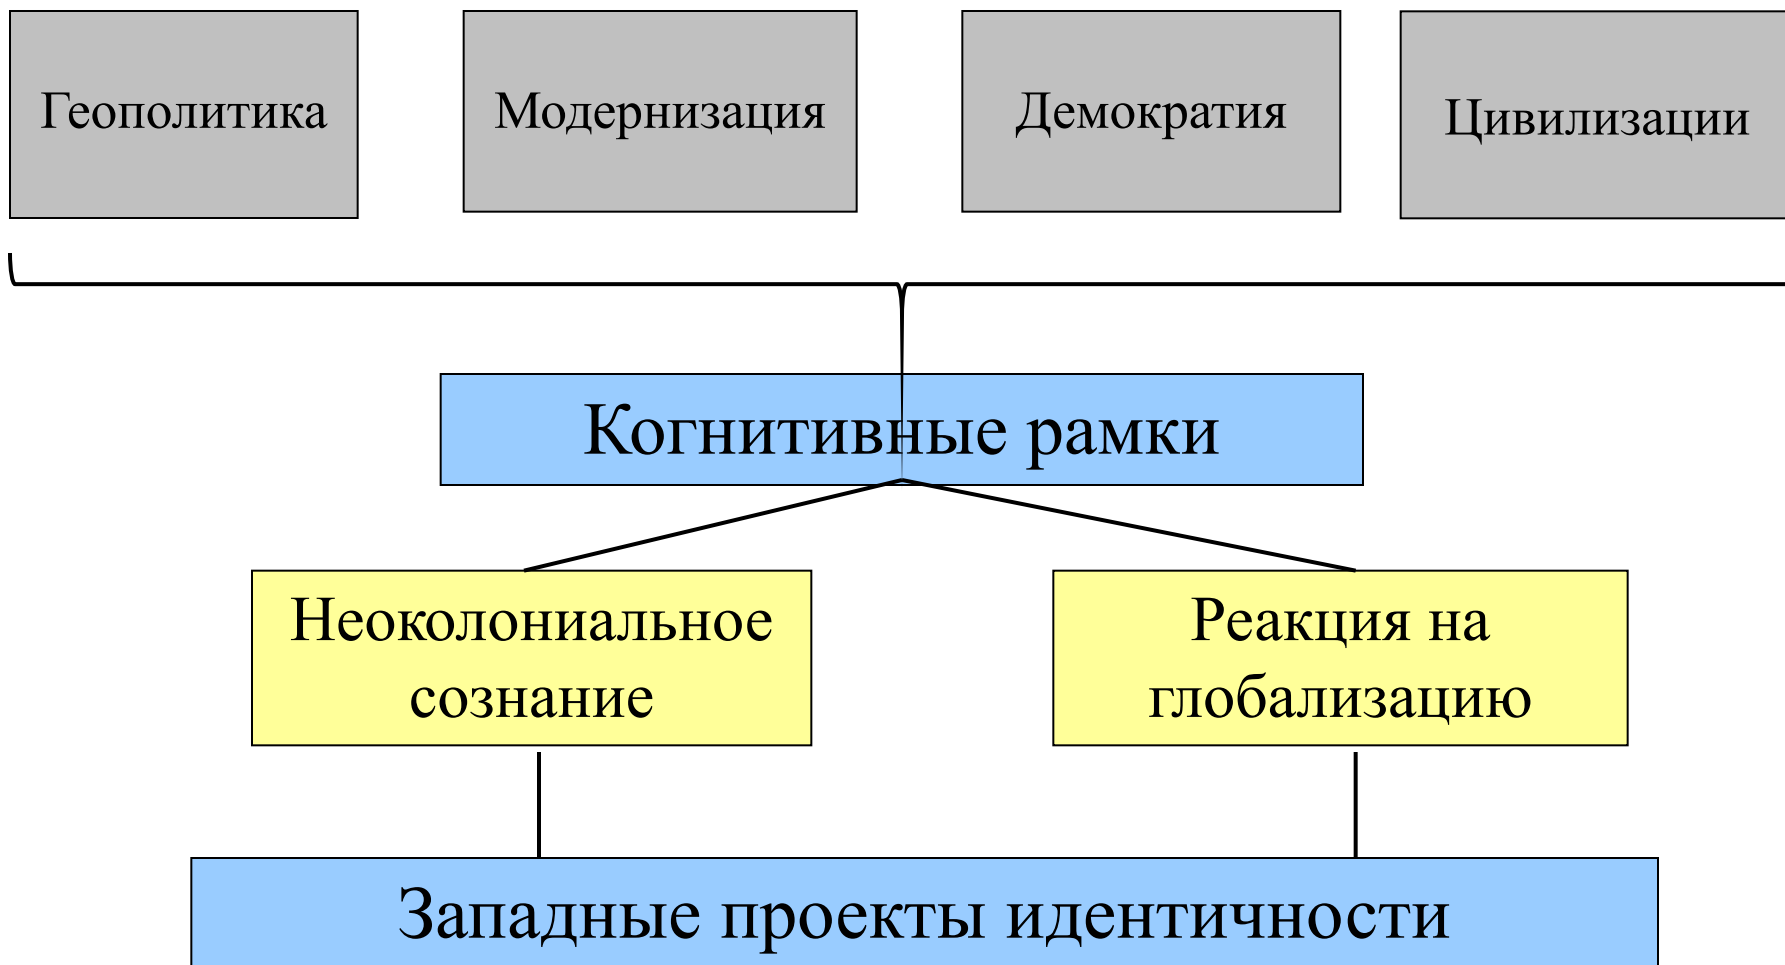 Геополитика
Модернизация
Демократия
Цивилизации
Когнитивные рамки
Неоколониальное
сознание
Реакция на
глобализацию
Западные проекты идентичности